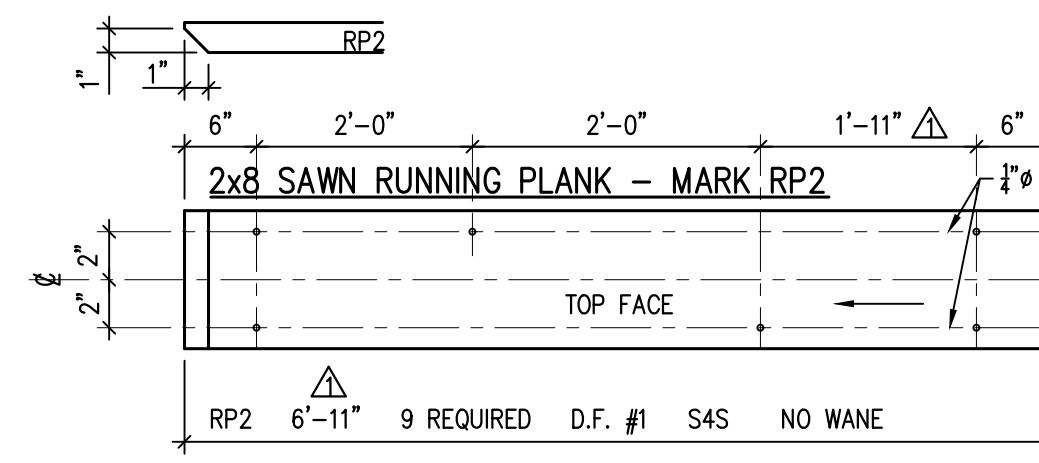 RP2
1"
1"
6" 2'-0" 2'-0" 1'-11" 1 6"
2x8 SAWN RUNNING PLANK - MARK RP2
1/4"ø
2"
℄
2"
TOP FACE
1
RP2 6'-11" 9 REQUIRED D.F. #1 S4S NO WANE